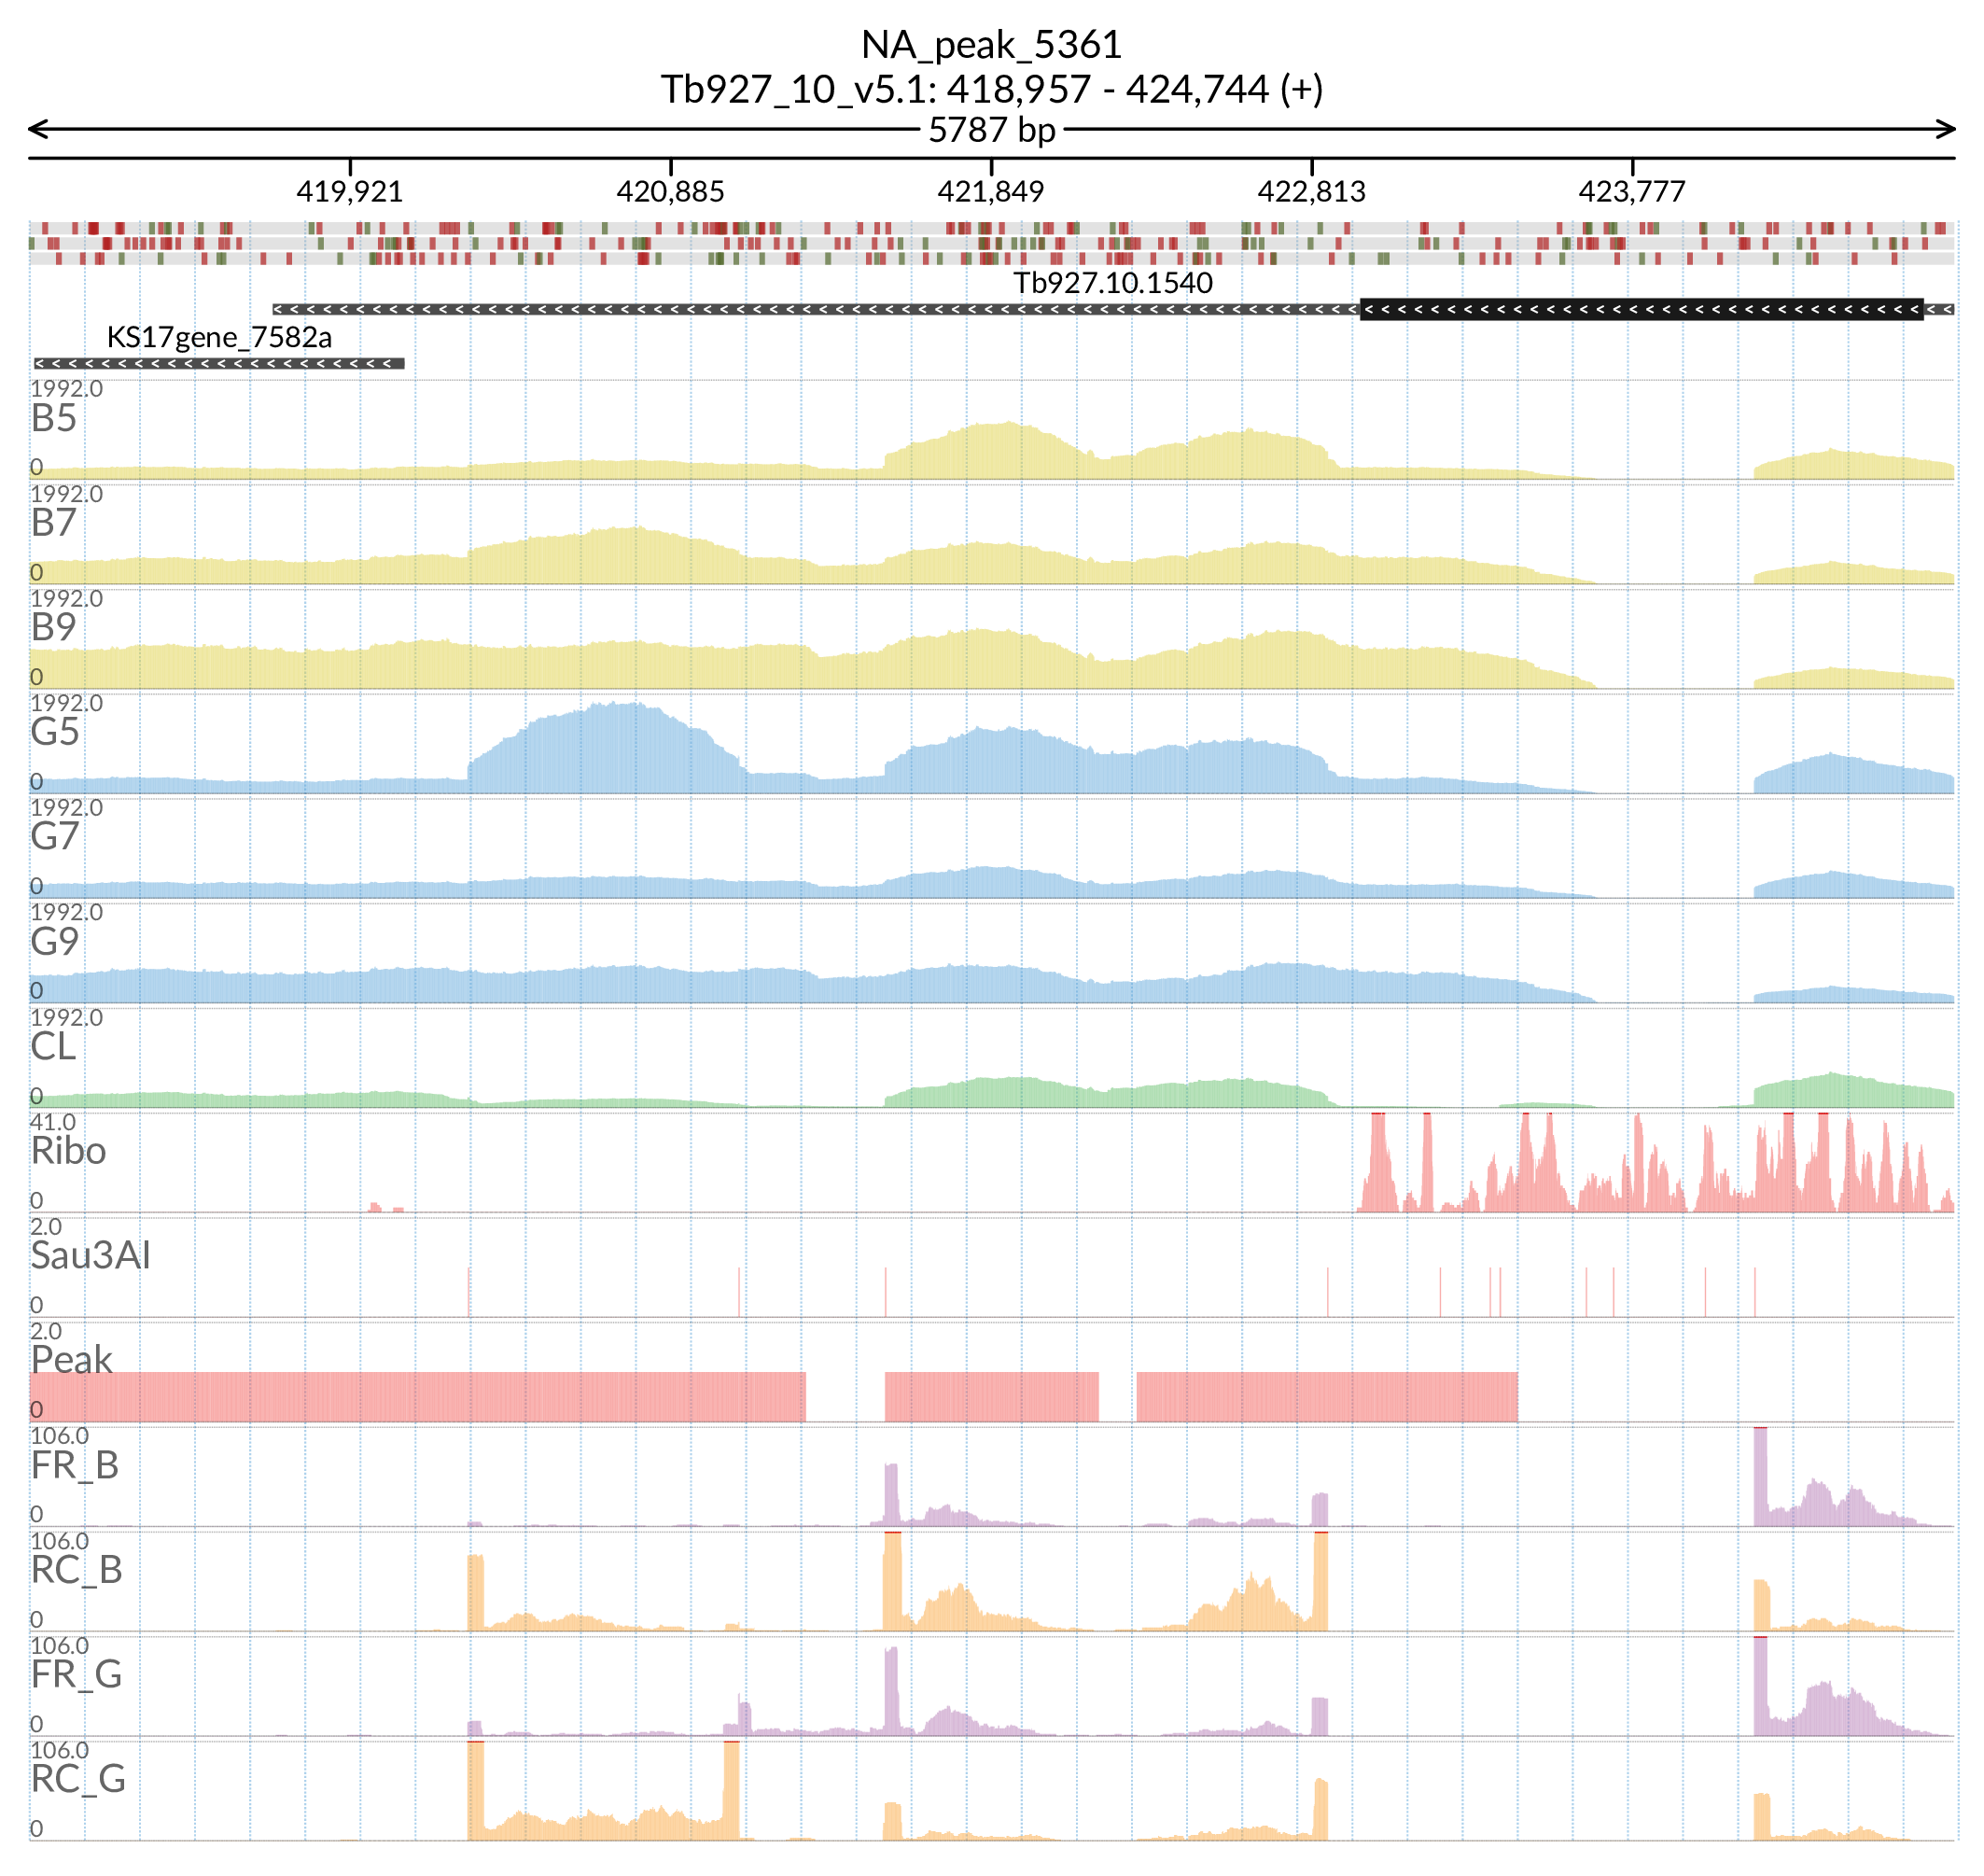 NA_peak_5361
Tb927_10_v5.1: 418,957 - 424,744 (+)
5787 bp
419,921 420,885 421,849 422,813 423,777
Tb927.10.1540
KS17gene_7582a
1992.0
B5
0
1992.0
B7
0
1992.0
B9
0
1992.0
G5
0
1992.0
G7
0
1992.0
G9
0
1992.0
CL
0
41.0
Ribo
0
2.0
Sau3AI
0
2.0
Peak
0
106.0
FR_B
0
106.0
RC_B
0
106.0
FR_G
0
106.0
RC_G
0